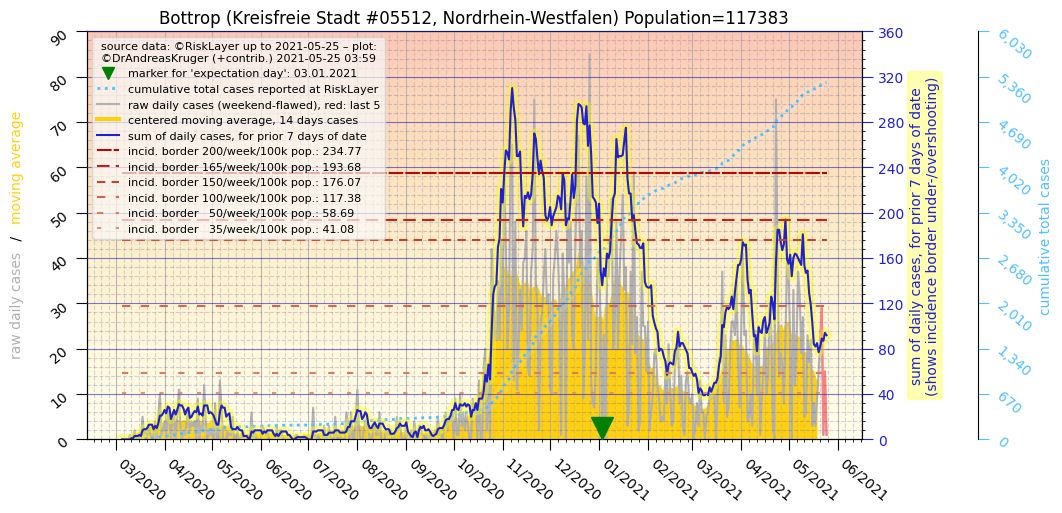 Bottrop (Kreisfreie Stadt #05512, Nordrhein-Westfalen) Population=117383
source data: ©RiskLayer up to 2021-05-25 – plot:
©DrAndreasKruger (+contrib.) 2021-05-25 03:59
marker for 'expectation day': 03.01.2021
cumulative total cases reported at RiskLayer
raw daily cases (weekend-flawed), red: last 5
centered moving average, 14 days cases
sum of daily cases, for prior 7 days of date
incid. border 200/week/100k pop.: 234.77
incid. border 165/week/100k pop.: 193.68
incid. border 150/week/100k pop.: 176.07
incid. border 100/week/100k pop.: 117.38
incid. border   50/week/100k pop.: 58.69
incid. border   35/week/100k pop.: 41.08
raw daily cases / moving average
90
80
70
60
50
40
30
20
10
0
03/2020
04/2020
05/2020
06/2020
07/2020
08/2020
09/2020
10/2020
11/2020
12/2020
01/2021
02/2021
03/2021
04/2021
05/2021
06/2021
360
320
280
240
200
160
120
80
40
0
sum of daily cases, for prior 7 days of date
(shows incidence border under-/overshooting)
6,030
5,360
4,690
4,020
3,350
2,680
2,010
1,340
670
0
cumulative total cases